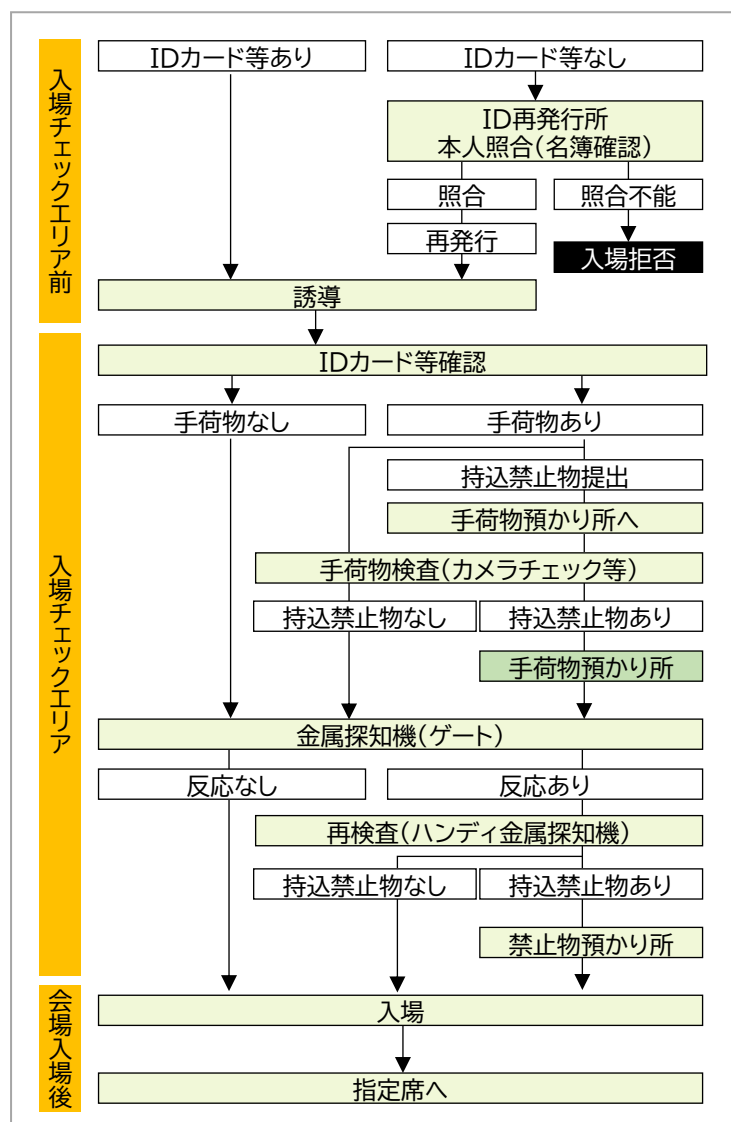 入場チェックエリア前
IDカード等あり
IDカード等なし
ID再発行所
本人照合(名簿確認)
照合
照合不能
再発行
入場拒否
誘導
入場チェックエリア
IDカード等確認
手荷物なし
手荷物あり
持込禁止物提出
手荷物預かり所へ
手荷物検査(カメラチェック等)
持込禁止物なし
持込禁止物あり
手荷物預かり所
金属探知機(ゲート)
反応なし
反応あり
再検査(ハンディ金属探知機)
持込禁止物なし
持込禁止物あり
禁止物預かり所
会場入場後
入場
指定席へ